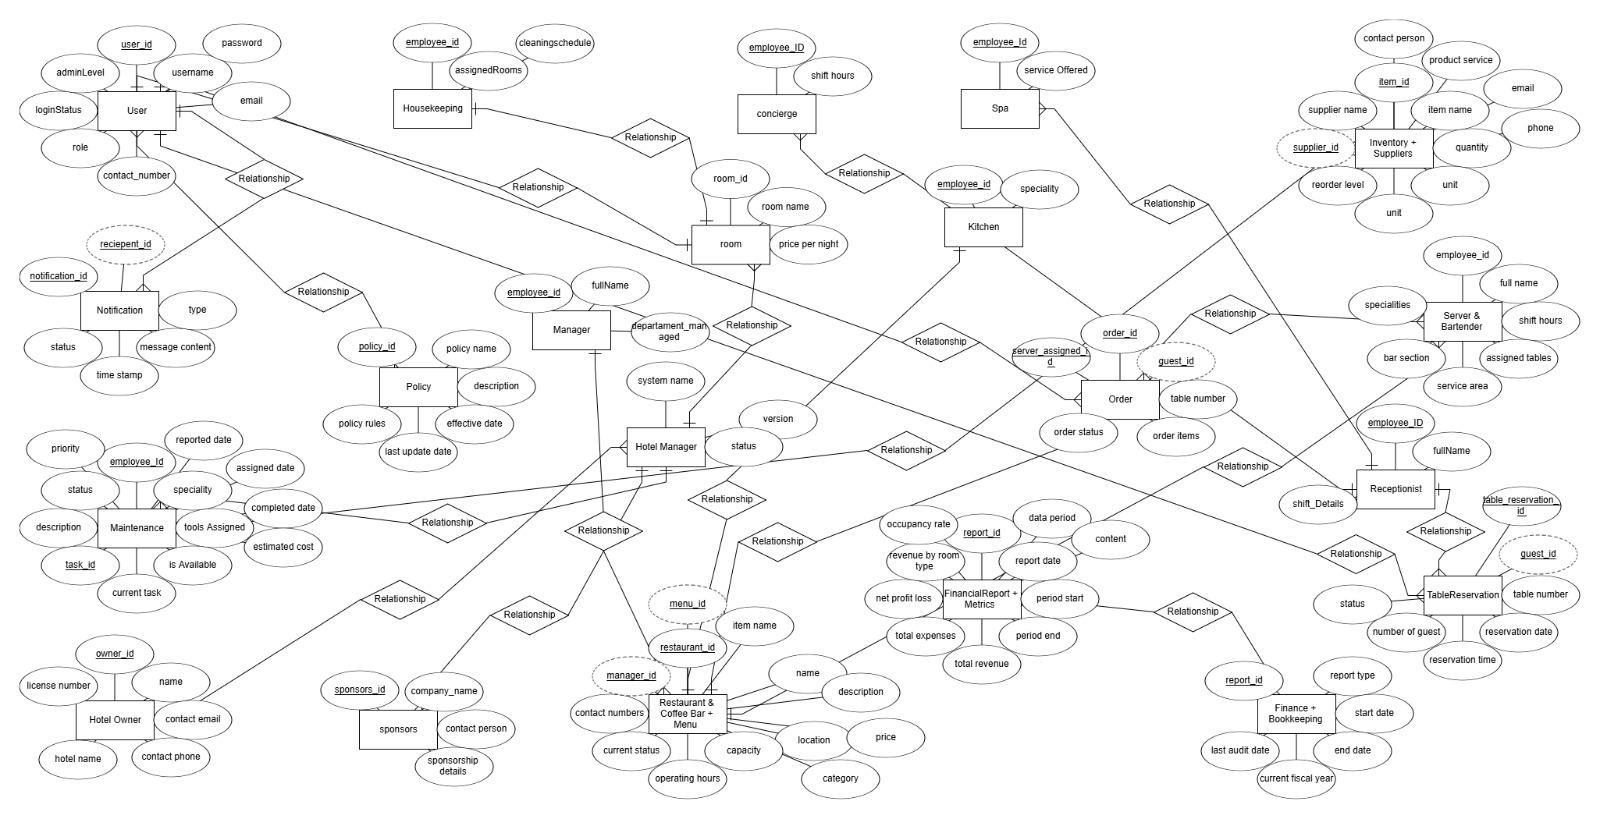 user_id
password
adminLevel
username
email
loginStatus
User
role
contact_number
Relationship
employee_id
cleaningschedule
assignedRooms
Housekeeping
Relationship
Relationship
employee_ID
shift hours
concierge
Relationship
employee_Id
service Offered
Spa
Relationship
contact person
product service
item_id
email
supplier name
item name
phone
supplier_id
Inventory +
Suppliers
quantity
reorder level
unit
unit
room_id
room name
room
price per night
employee_id
speciality
Kitchen
reciepent_id
notification_id
Notification
type
status
message content
time stamp
Relationship
policy_id
policy name
Policy
description
policy rules
effective date
last update date
employee_id
fullName
Manager
departament_man
aged
Relationship
system name
version
Hotel Manager
status
Relationship
order_id
server_assigned_i
d
guest_id
Order
table number
order status
order items
Relationship
employee_id
full name
specialities
Server &
Bartender
shift hours
bar section
assigned tables
service area
employee_ID
fullName
Receptionist
shift_Details
Relationship
Relationship
Relationship
table_reservation_
id
guest_id
Relationship
TableReservation
table number
status
number of guest
reservation date
reservation time
priority
reported date
employee_Id
assigned date
status
speciality
completed date
description
Maintenance
tools Assigned
estimated cost
task_id
is Available
current task
Relationship
Relationship
Relationship
Relationship
Relationship
Relationship
occupancy rate
report_id
data period
content
revenue by room
type
report date
net profit loss
FinancialReport +
Metrics
period start
total expenses
period end
total revenue
Relationship
owner_id
license number
name
Hotel Owner
contact email
hotel name
contact phone
sponsors_id
company_name
sponsors
contact person
sponsorship
details
menu_id
item name
restaurant_id
manager_id
name
description
contact numbers
Restaurant &
Coffee Bar +
Menu
location
price
current status
capacity
operating hours
category
report_id
report type
Finance +
Bookkeeping
start date
last audit date
end date
current fiscal year